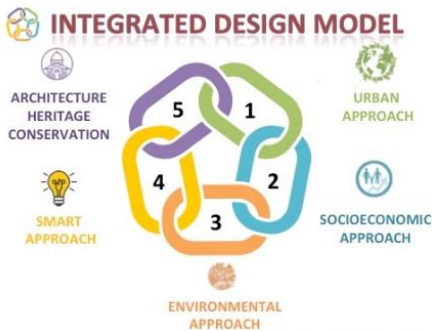 INTEGRATED DESIGN MODEL
ARCHITECTURE
HERITAGE
CONSERVATION
URBAN
APPROACH
5
1
4
2
3
SMART
APPROACH
SOCIOECONOMIC
APPROACH
ENVIRONMENTAL
APPROACH